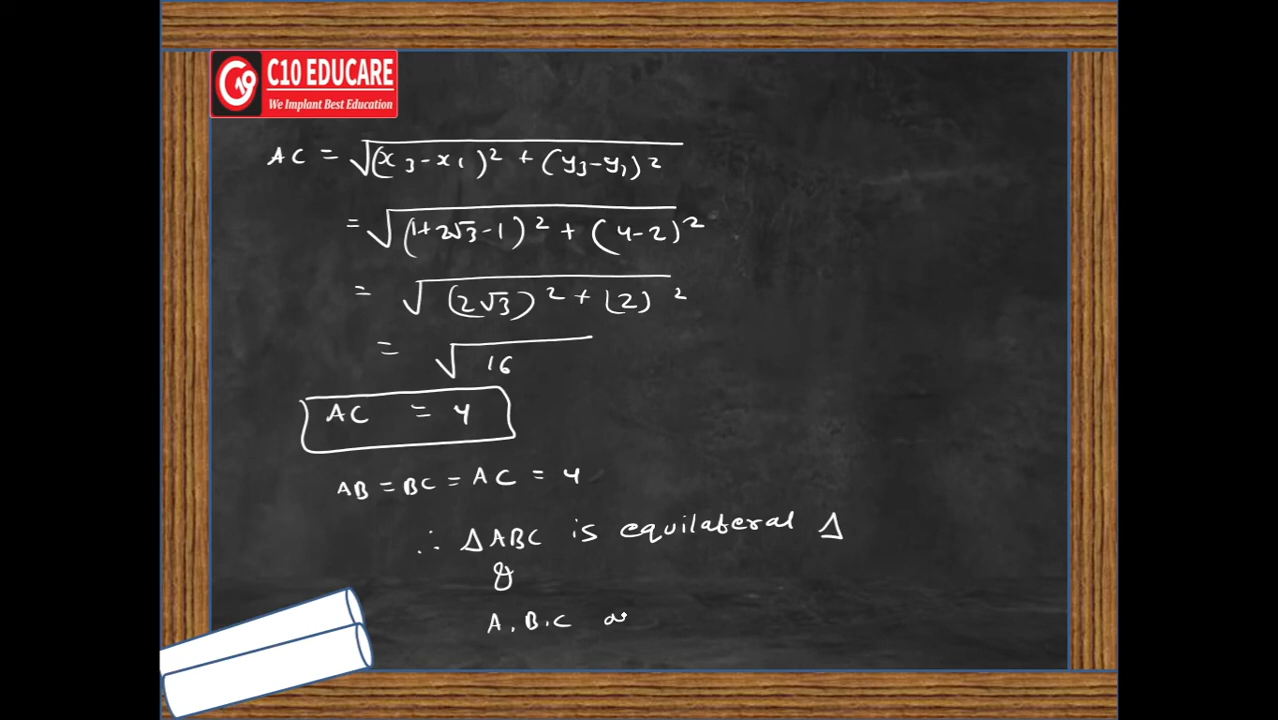 C10 EDUCARE
We Implant Best Education
AC = √(x3-x1)² + (y3-y1)²
= √(1+2√3-1)² + (4-2)²
= √(2√3)² + (2)²
= √16
AC = 4
AB = BC = AC = 4
∴ ΔABC is equilateral Δ
&
A, B, C